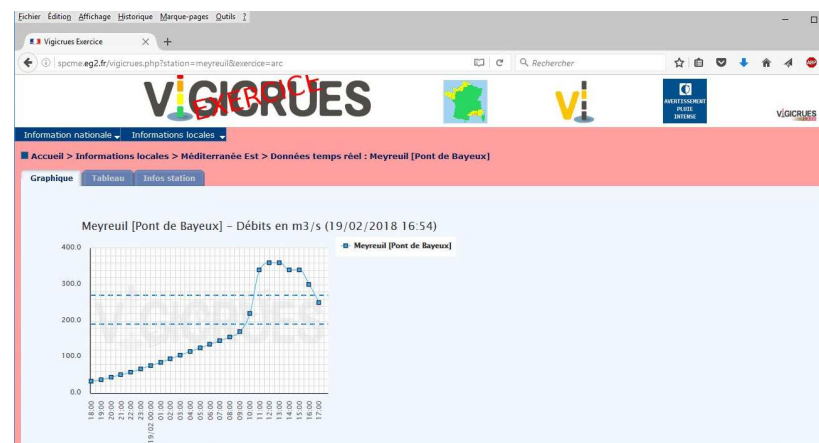 Fichier Édition Affichage Historique Marque-pages Outils ?
Vigicrues Exercice
spcme.eg2.fr/vigicrues.php?station=meyreuil&exercice=arc
Rechercher
VIGICRUES
EXERCICE
AVERTISSEMENT
PLUIE
INTENSE
VIGICRUES
Information nationale Informations locales
Accueil > Informations locales > Méditerranée Est > Données temps réel : Meyreuil [Pont de Bayeux]
Graphique Tableau Infos station
Meyreuil [Pont de Bayeux] – Débits en m3/s (19/02/2018 16:54)
Meyreuil [Pont de Bayeux]
400.0
300.0
200.0
100.0
0.0
VIGICRUES
18:00 19:00 20:00 21:00 22:00 23:00 19/02 00:00 01:00 02:00 03:00 04:00 05:00 06:00 07:00 08:00 09:00 10:00 11:00 12:00 13:00 14:00 15:00 16:00 17:00